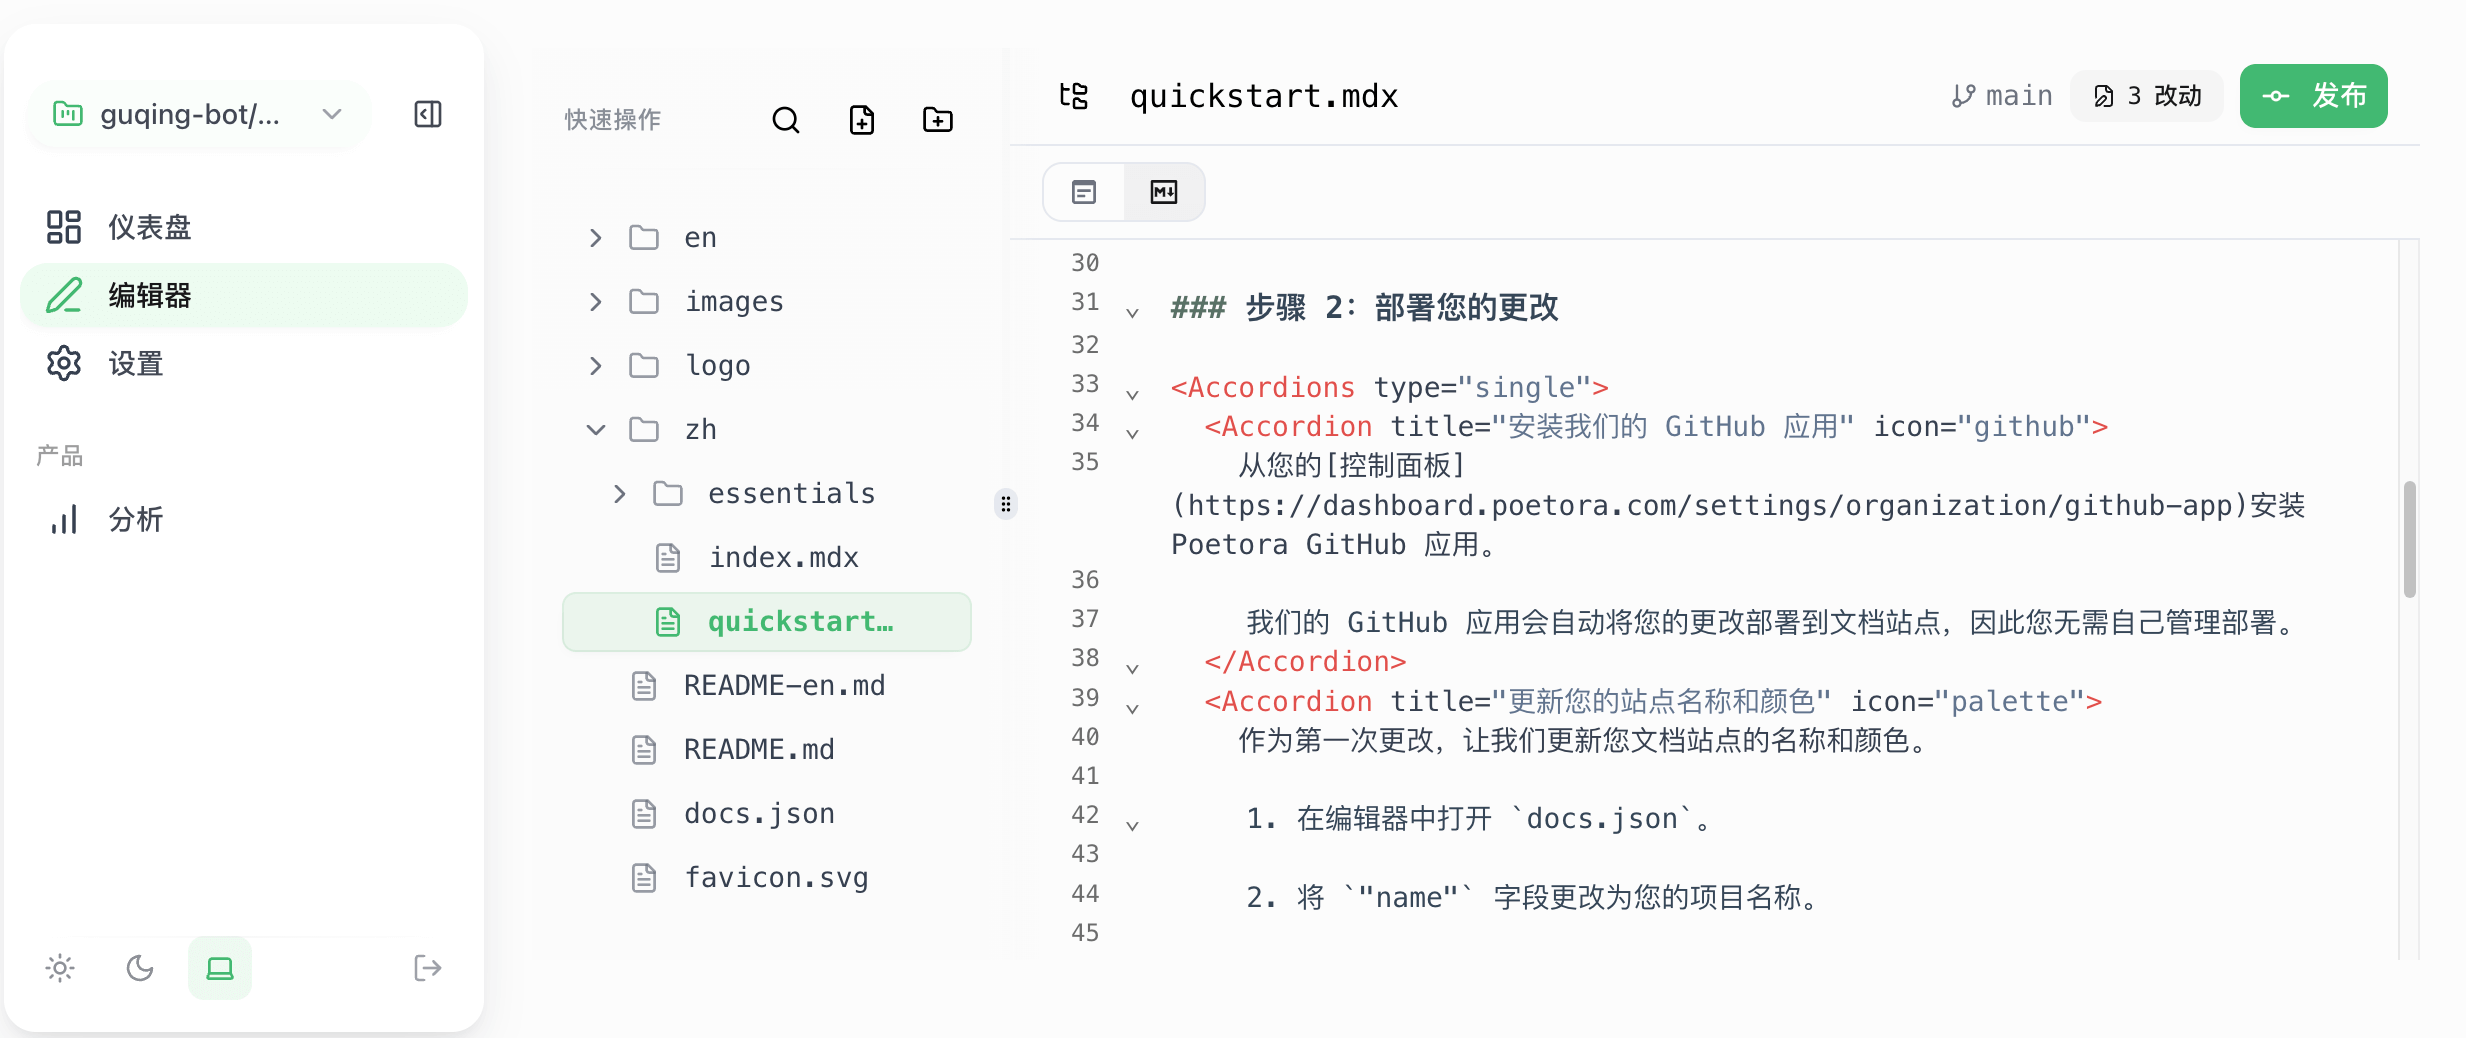 guqing-bot/...
仪表盘
编辑器
设置
产品
分析
快速操作
en
images
logo
zh
essentials
index.mdx
quickstart…
README-en.md
README.md
docs.json
favicon.svg
quickstart.mdx
main
3 改动
发布
30
31 ### 步骤 2：部署您的更改
32
33 <Accordions type="single">
34 <Accordion title="安装我们的 GitHub 应用" icon="github">
35 从您的[控制面板]
(https://dashboard.poetora.com/settings/organization/github-app)安装
Poetora GitHub 应用。
36
37 我们的 GitHub 应用会自动将您的更改部署到文档站点，因此您无需自己管理部署。
38 </Accordion>
39 <Accordion title="更新您的站点名称和颜色" icon="palette">
40 作为第一次更改，让我们更新您文档站点的名称和颜色。
41
42 1. 在编辑器中打开 `docs.json`。
43
44 2. 将 `"name"` 字段更改为您的项目名称。
45